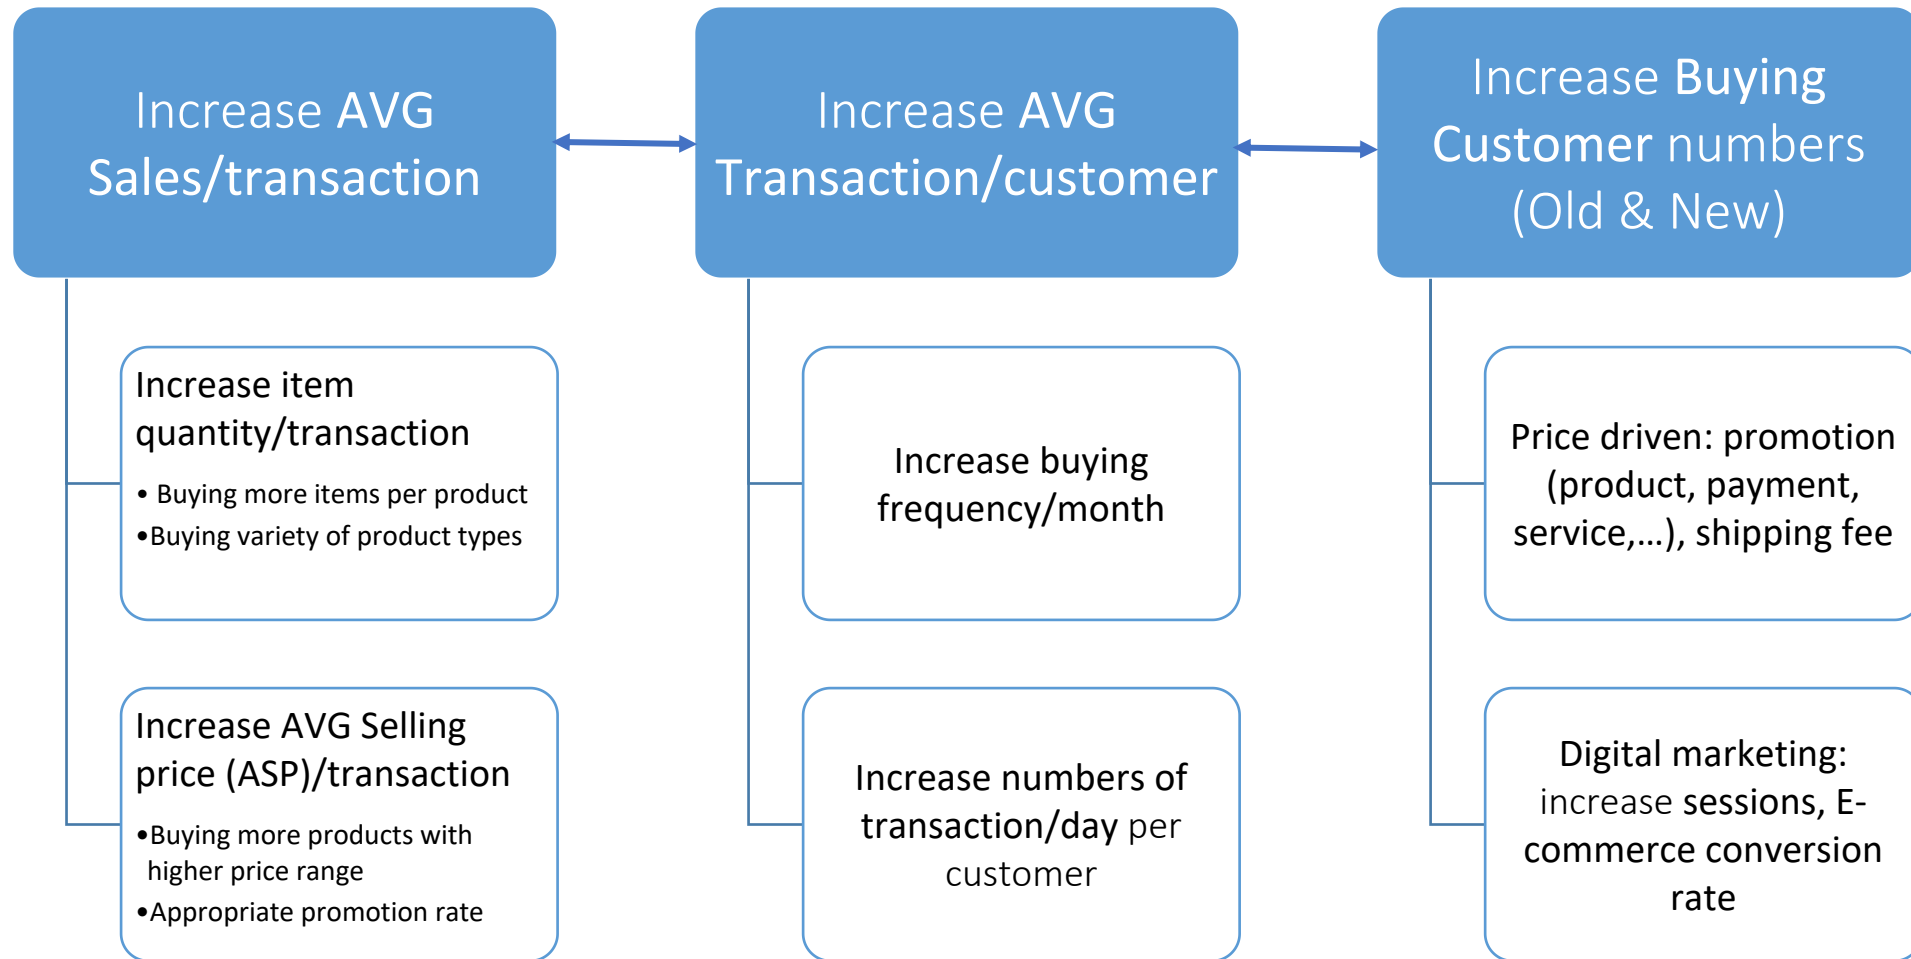 Increase AVG
Sales/transaction
Increase item
quantity/transaction
• Buying more items per product
•Buying variety of product types
Increase AVG Selling
price (ASP)/transaction
•Buying more products with
higher price range
•Appropriate promotion rate
Increase AVG
Transaction/customer
Increase buying
frequency/month
Increase numbers of
transaction/day per
customer
Increase Buying
Customer numbers
(Old & New)
Price driven: promotion
(product, payment,
service,...), shipping fee
Digital marketing:
increase sessions, E-
commerce conversion
rate